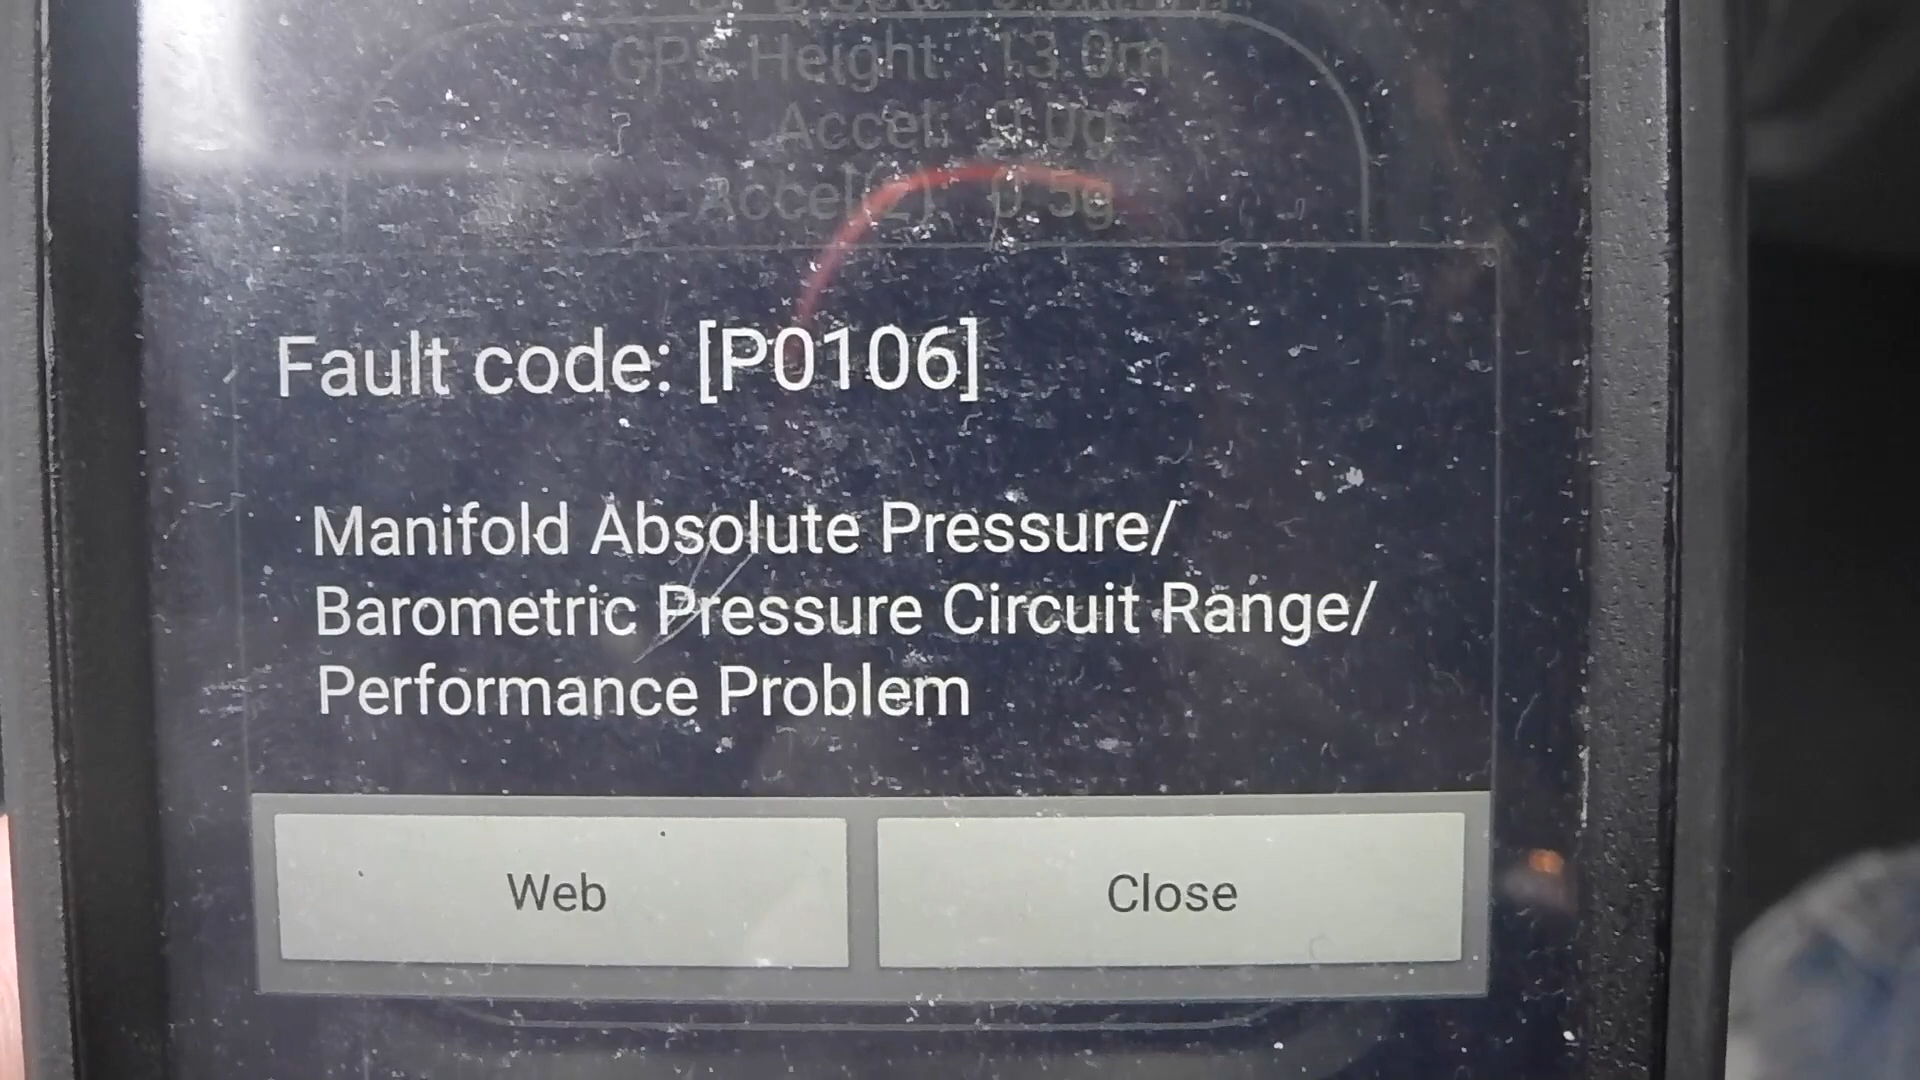 GPS Height: 13.0m
Accel: 0.0g
Accel(2): 0.5g
Fault code: [P0106]
Manifold Absolute Pressure/
Barometric Pressure Circuit Range/
Performance Problem
Web
Close